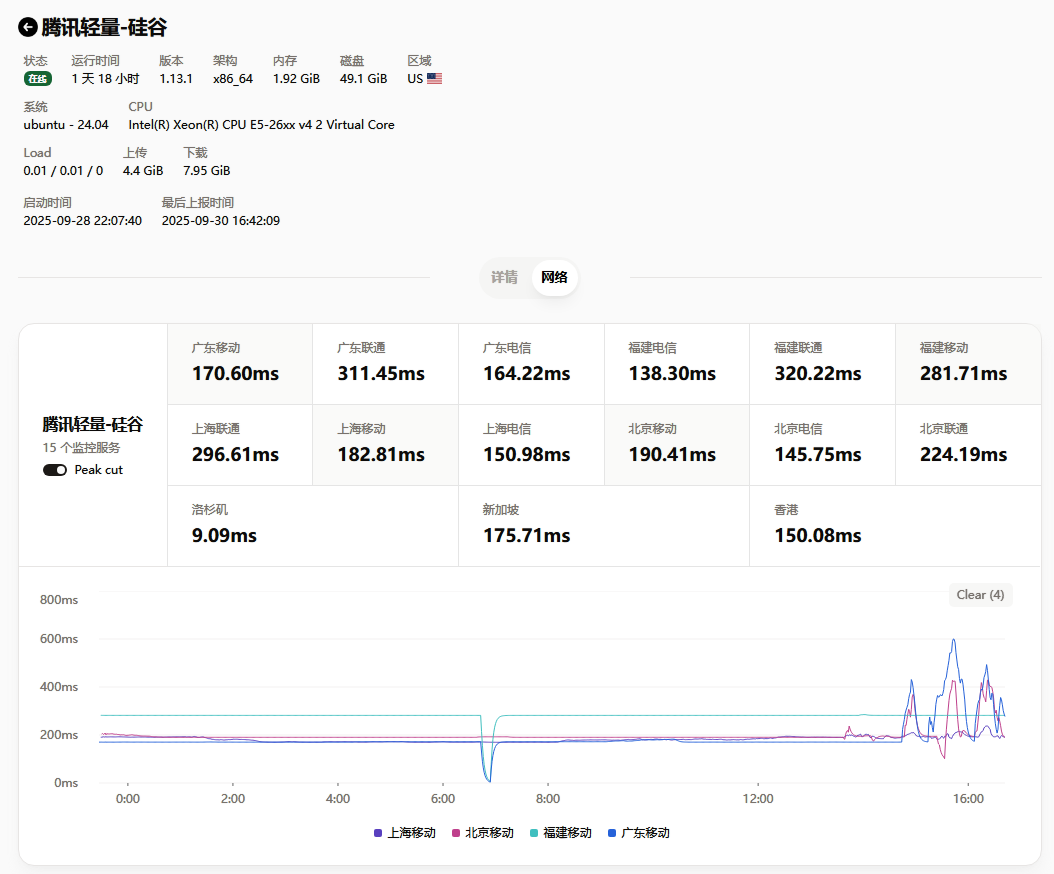 腾讯轻量-硅谷
状态 运行时间 版本 架构 内存 磁盘 区域
在线 1 天 18 小时 1.13.1 x86_64 1.92 GiB 49.1 GiB US
系统 CPU
ubuntu - 24.04 Intel(R) Xeon(R) CPU E5-26xx v4 2 Virtual Core
Load 上传 下载
0.01 / 0.01 / 0 4.4 GiB 7.95 GiB
启动时间 最后上报时间
2025-09-28 22:07:40 2025-09-30 16:42:09
详情 网络
腾讯轻量-硅谷
15 个监控服务
Peak cut
广东移动 广东联通 广东电信 福建电信 福建联通 福建移动
170.60ms 311.45ms 164.22ms 138.30ms 320.22ms 281.71ms
上海联通 上海移动 上海电信 北京移动 北京电信 北京联通
296.61ms 182.81ms 150.98ms 190.41ms 145.75ms 224.19ms
洛杉矶 新加坡 香港
9.09ms 175.71ms 150.08ms
Clear (4)
800ms
600ms
400ms
200ms
0ms
0:00 2:00 4:00 6:00 8:00 12:00 16:00
上海移动 北京移动 福建移动 广东移动